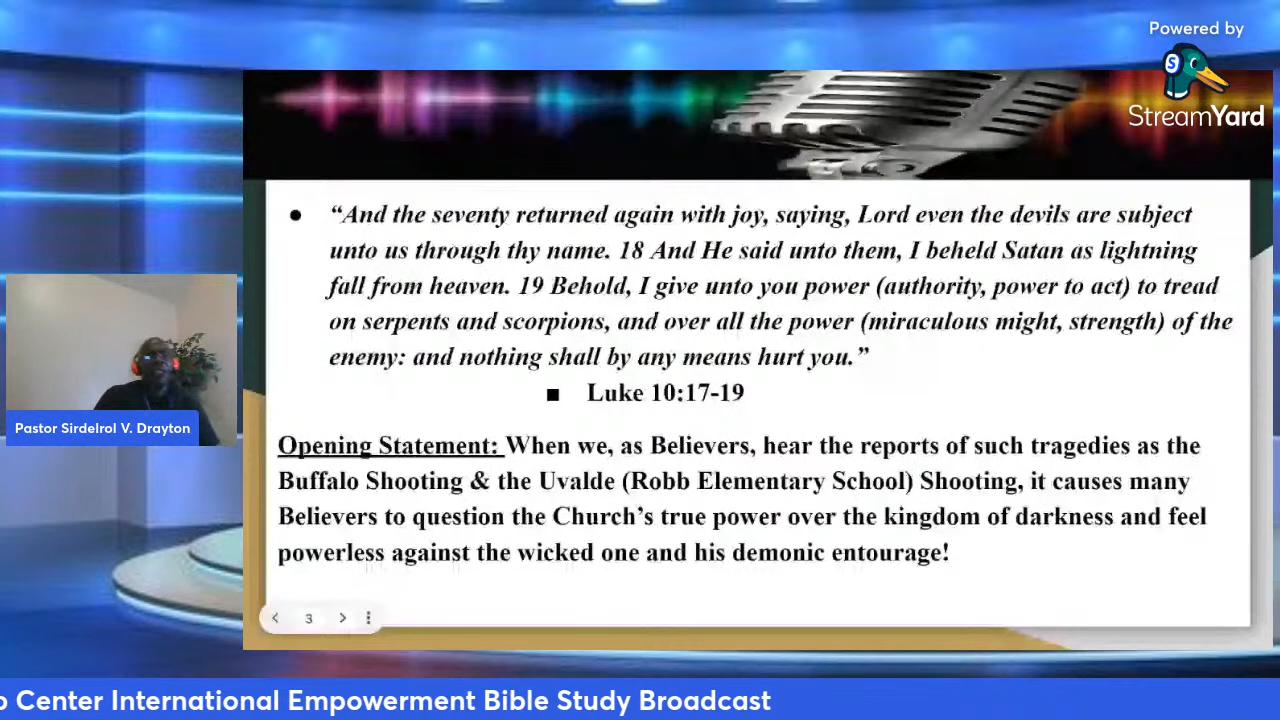 Powered by
S
StreamYard
● “And the seventy returned again with joy, saying, Lord even the devils are subject
unto us through thy name. 18 And He said unto them, I beheld Satan as lightning
fall from heaven. 19 Behold, I give unto you power (authority, power to act) to tread
on serpents and scorpions, and over all the power (miraculous might, strength) of the
enemy: and nothing shall by any means hurt you.”
■ Luke 10:17-19
Opening Statement: When we, as Believers, hear the reports of such tragedies as the
Buffalo Shooting & the Uvalde (Robb Elementary School) Shooting, it causes many
Believers to question the Church’s true power over the kingdom of darkness and feel
powerless against the wicked one and his demonic entourage!
Pastor Sirdelrol V. Drayton
3
Center International Empowerment Bible Study Broadcast